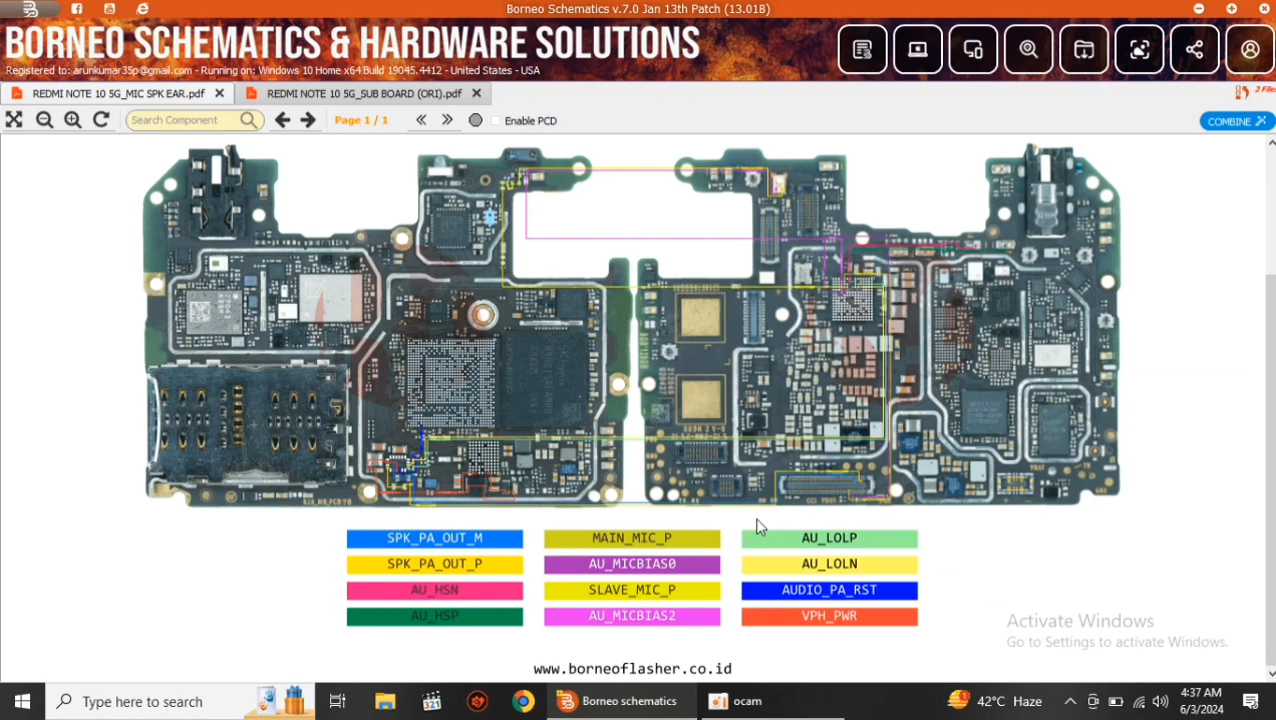 Borneo Schematics v.7.0 Jan 13th Patch (13.018)
BORNEO SCHEMATICS & HARDWARE SOLUTIONS
Registered to: arunkumar35p@gmail.com - Running on: Windows 10 Home x64 Build 19045.4412 - United States - USA
REDMI NOTE 10 5G_MIC SPK EAR.pdf
REDMI NOTE 10 5G_SUB BOARD (ORI).pdf
2 Files
Search Component
Page 1 / 1
Enable PCD
COMBINE
SPK_PA_OUT_M
MAIN_MIC_P
AU_LOLP
SPK_PA_OUT_P
AU_MICBIAS0
AU_LOLN
AU_HSN
SLAVE_MIC_P
AUDIO_PA_RST
AU_HSP
AU_MICBIAS2
VPH_PWR
Activate Windows
Go to Settings to activate Windows.
www.borneoflasher.co.id
Type here to search
321
Borneo schematics
ocam
1
42°C Haze
4:37 AM
6/3/2024